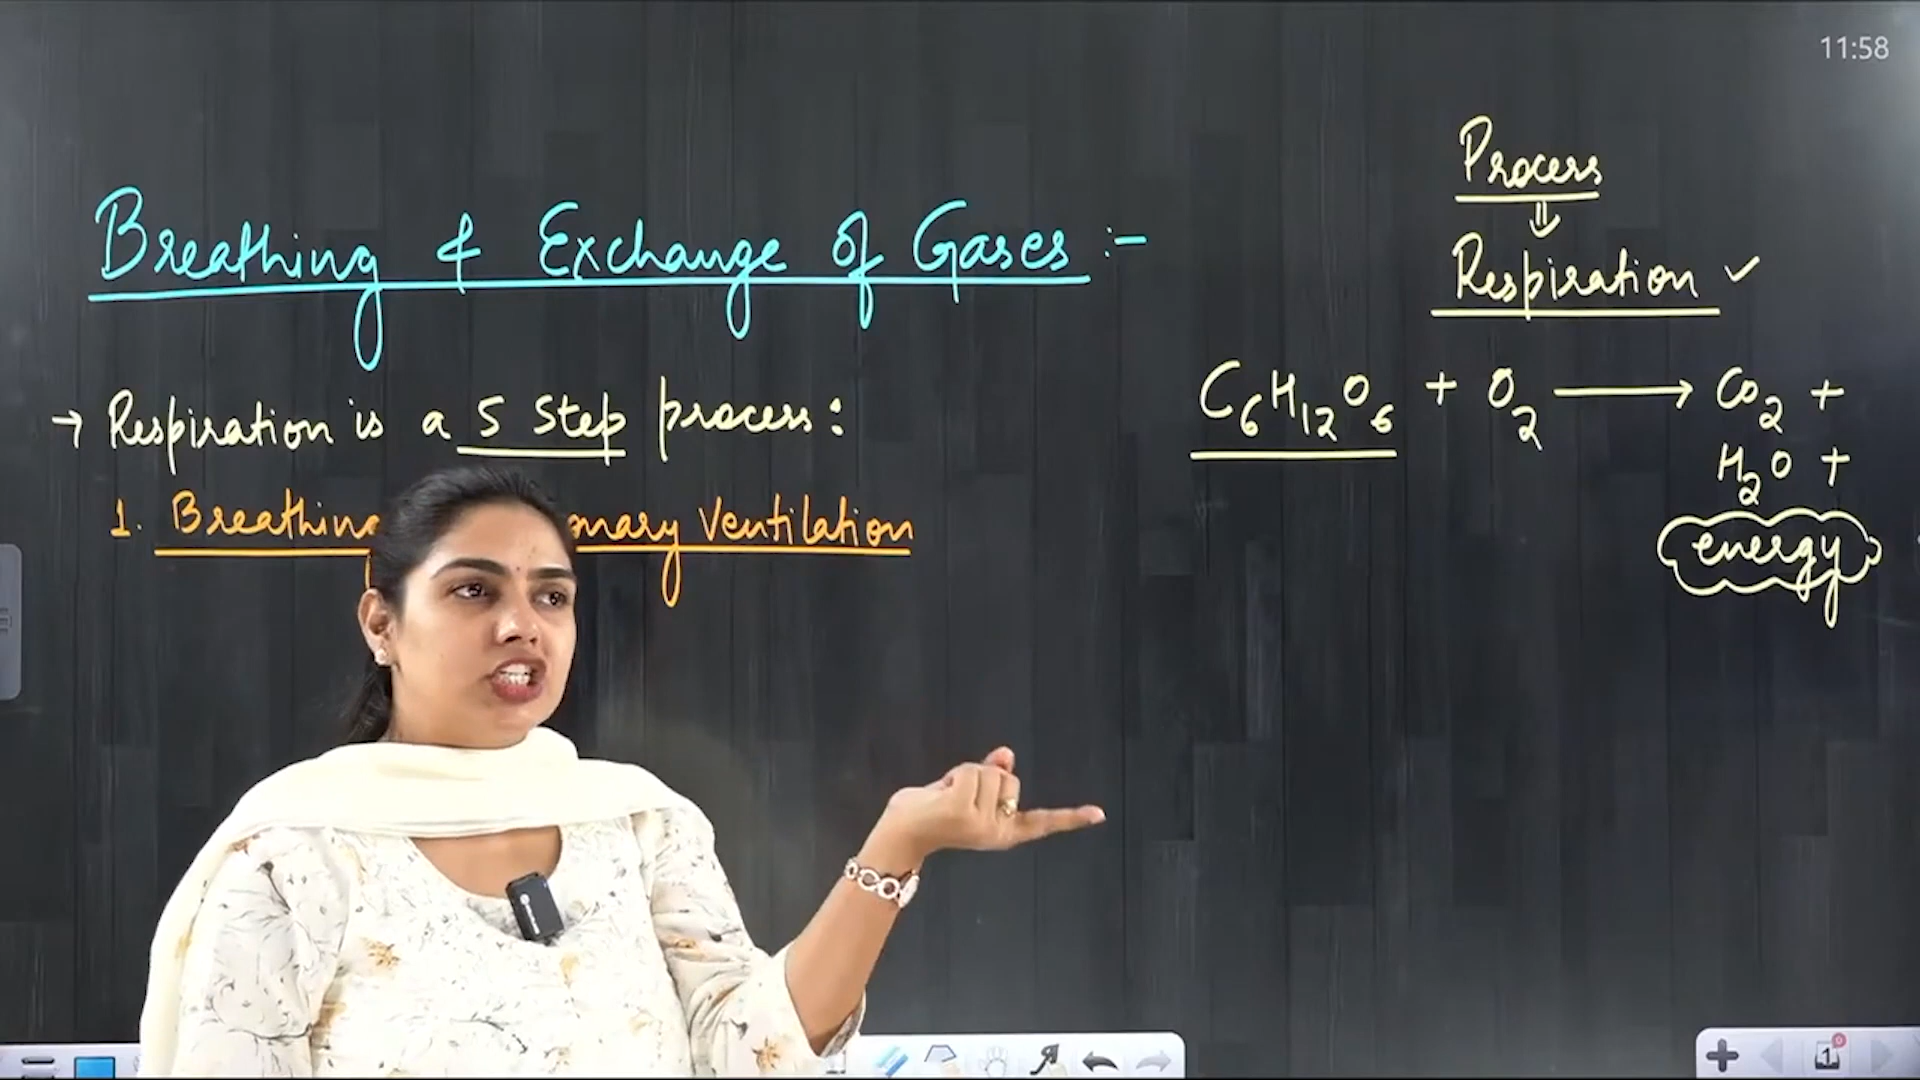 11:58
Breathing & Exchange of Gases :-
→ Respiration is a 5 Step process:
1. Breathing Ventilation
Process
⇓
Respiration ✓
C₆H₁₂O₆ + O₂ ⟶ CO₂ +
H₂O +
energy
1